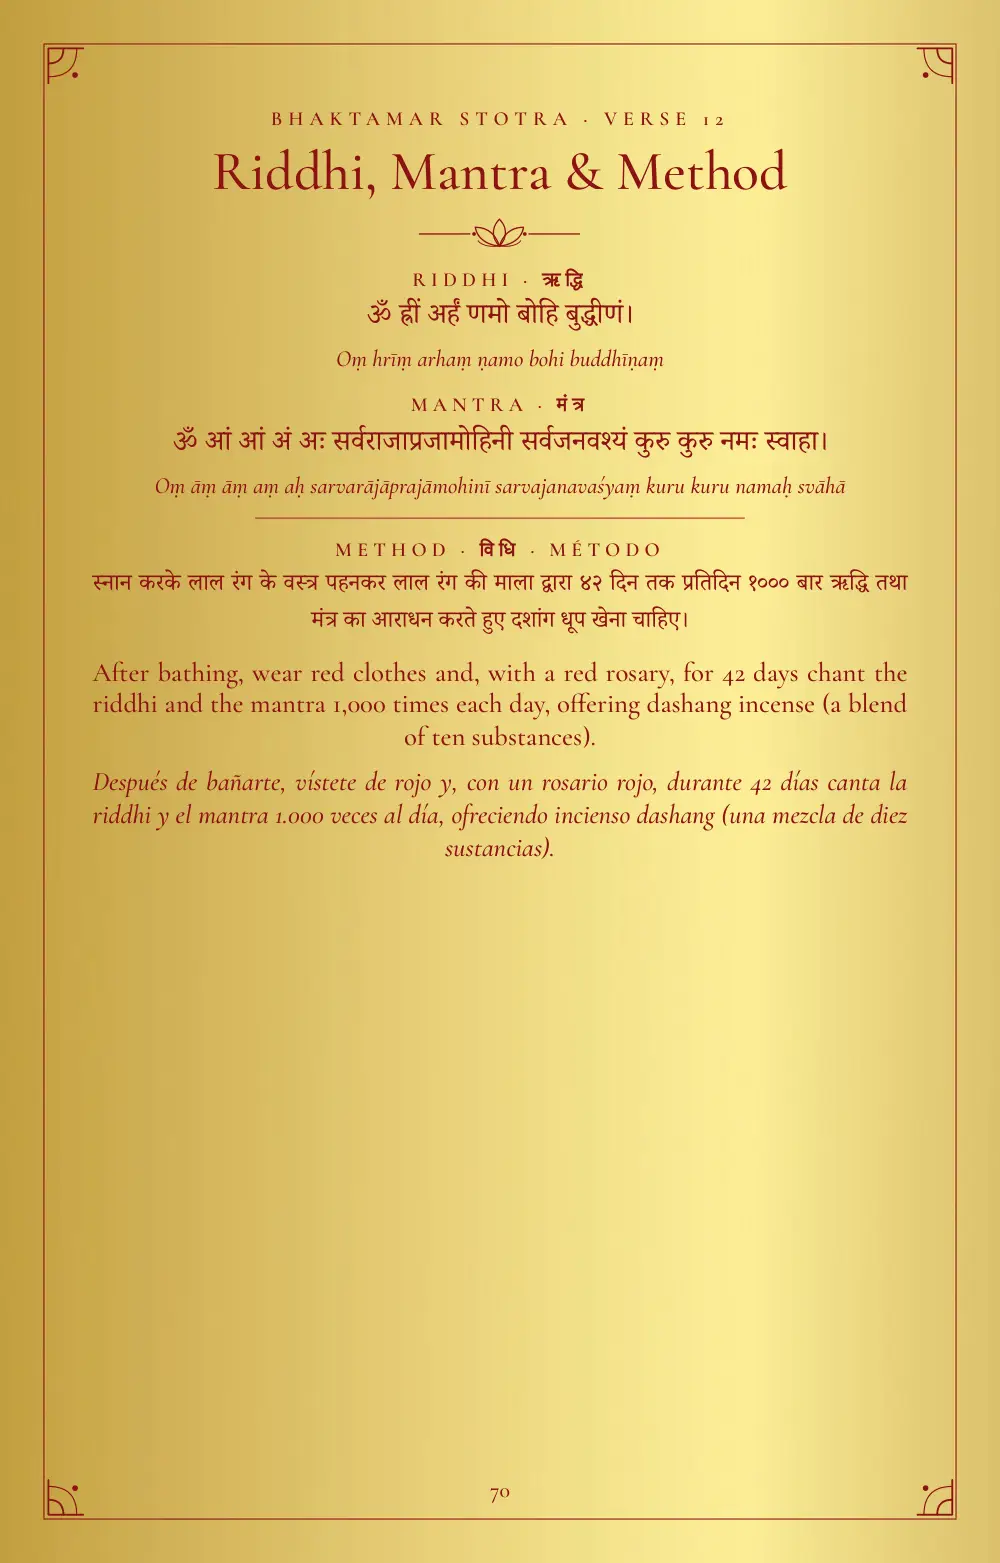 BHAKTAMAR STOTRA · VERSE 12
Riddhi, Mantra & Method
RIDDHI · ऋद्धि
ॐ ह्रीं अर्हं णमो बोहि बुद्धीणं।
Oṃ hrīṃ arhaṃ ṇamo bohi buddhīṇaṃ
MANTRA · मंत्र
ॐ आं आं अं अः सर्वराजाप्रजामोहिनी सर्वजनवश्यं कुरु कुरु नमः स्वाहा।
Oṃ āṃ āṃ aṃ aḥ sarvarājāprajāmohinī sarvajanavaśyaṃ kuru kuru namaḥ svāhā
METHOD · विधि · MÉTODO
स्नान करके लाल रंग के वस्त्र पहनकर लाल रंग की माला द्वारा ४२ दिन तक प्रतिदिन १००० बार ऋद्धि तथा
मंत्र का आराधन करते हुए दशांग धूप खेना चाहिए।
After bathing, wear red clothes and, with a red rosary, for 42 days chant the
riddhi and the mantra 1,000 times each day, offering dashang incense (a blend
of ten substances).
Después de bañarte, vístete de rojo y, con un rosario rojo, durante 42 días canta la
riddhi y el mantra 1.000 veces al día, ofreciendo incienso dashang (una mezcla de diez
sustancias).
70